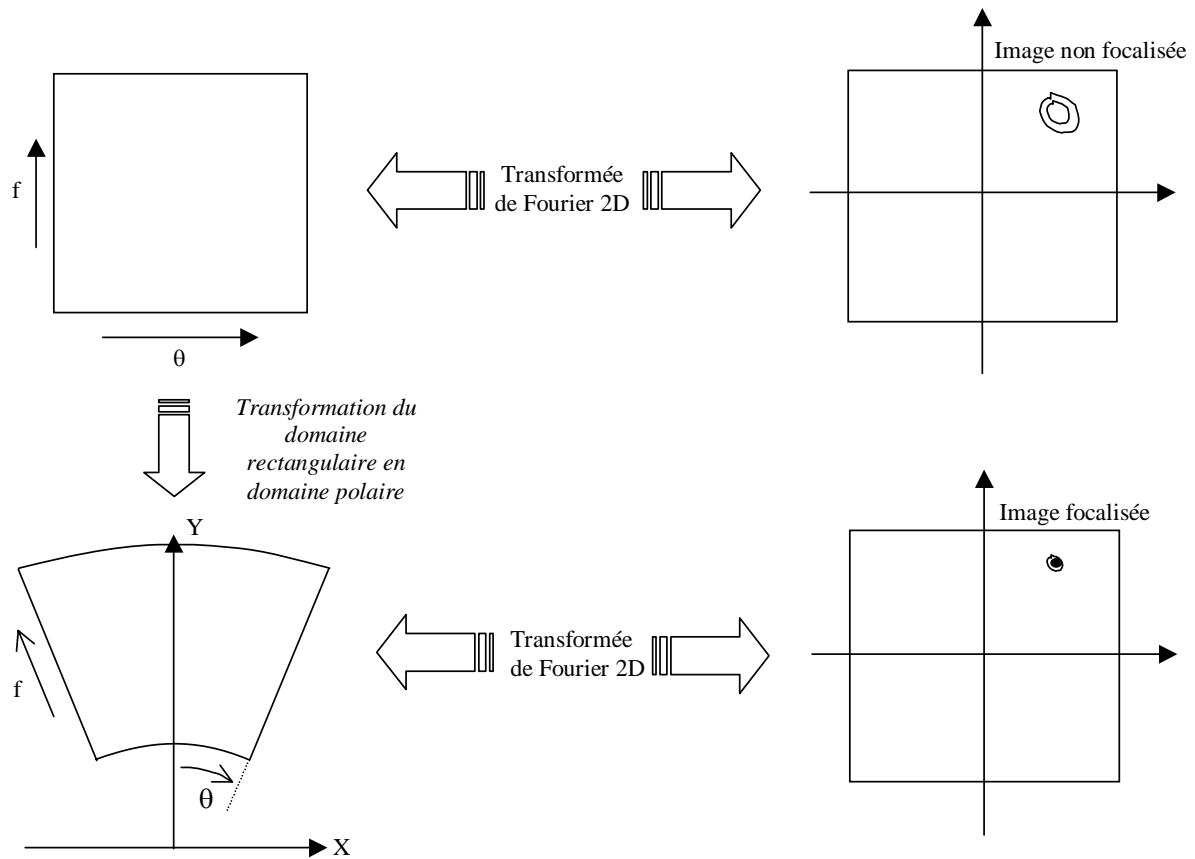 Image non focalisée
f
Transformée
de Fourier 2D
θ
Transformation du
domaine
rectangulaire en
domaine polaire
Y
Image focalisée
f
Transformée
de Fourier 2D
θ
X